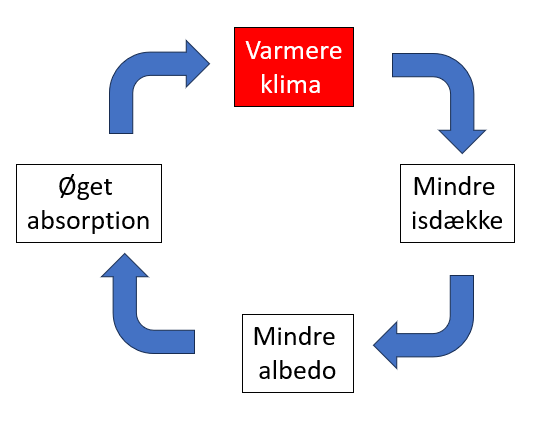 Varmere
klima
Mindre
isdække
Mindre
albedo
Øget
absorption